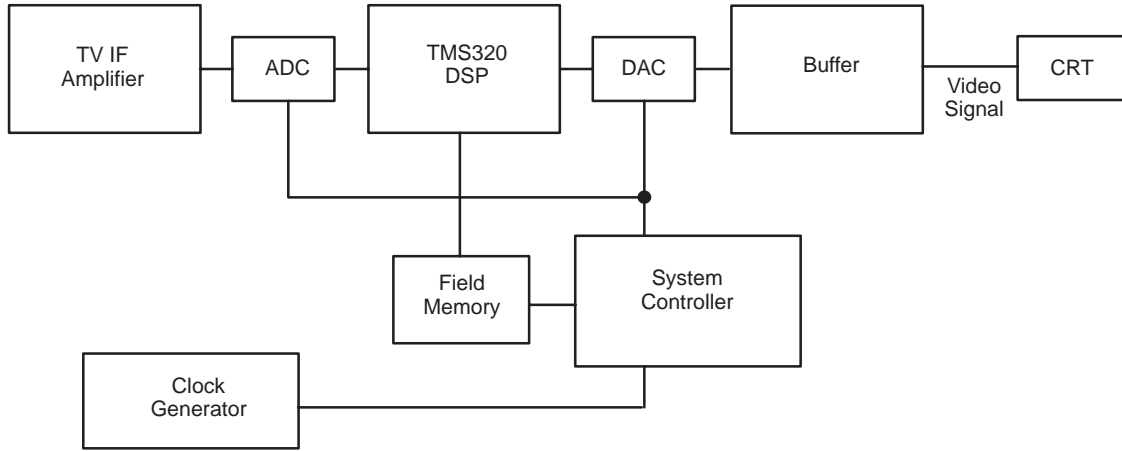 TV IF
Amplifier
ADC
TMS320
DSP
DAC
Buffer
Video
Signal
CRT
Field
Memory
System
Controller
Clock
Generator